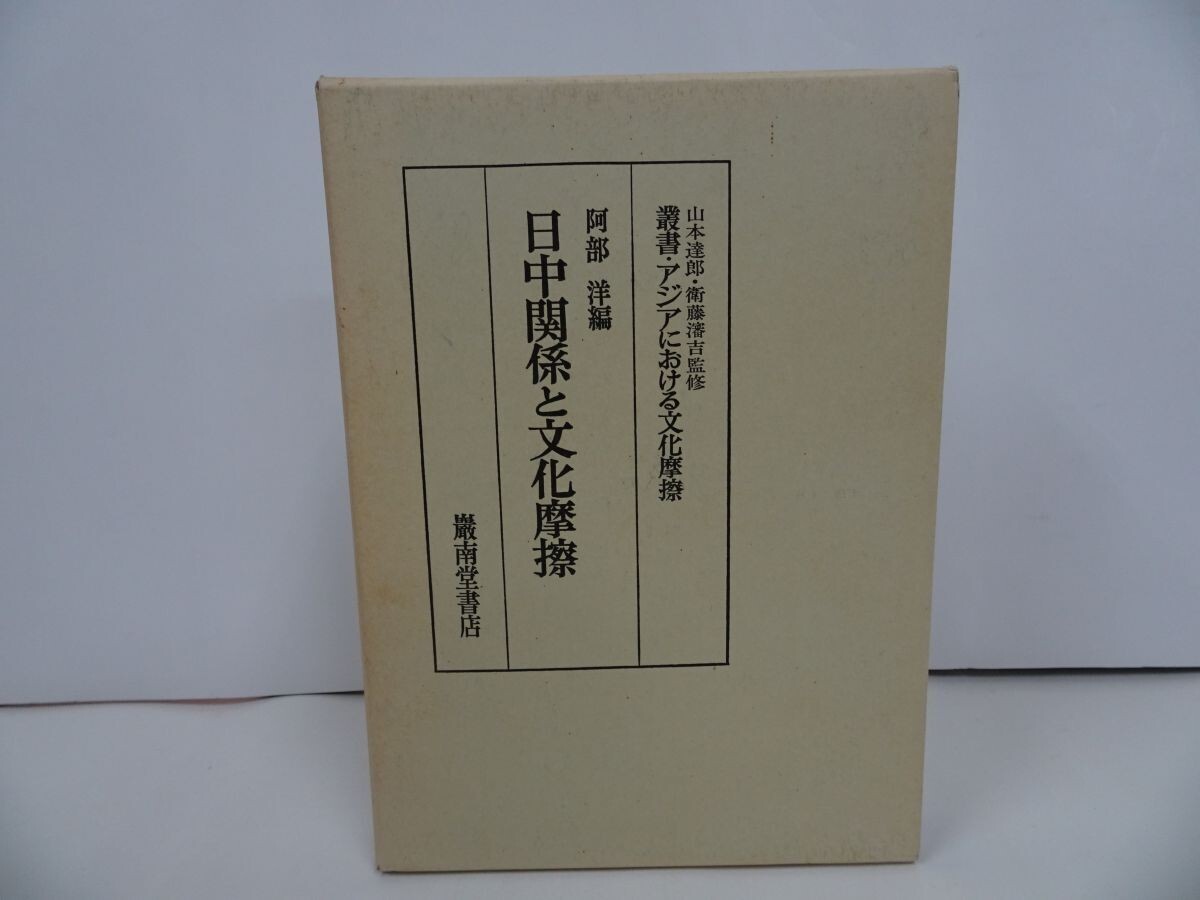 山本達郎・衛藤瀋吉監修
叢書・アジアにおける文化摩擦
阿部 洋編
日中関係と文化摩擦
巖南堂書店